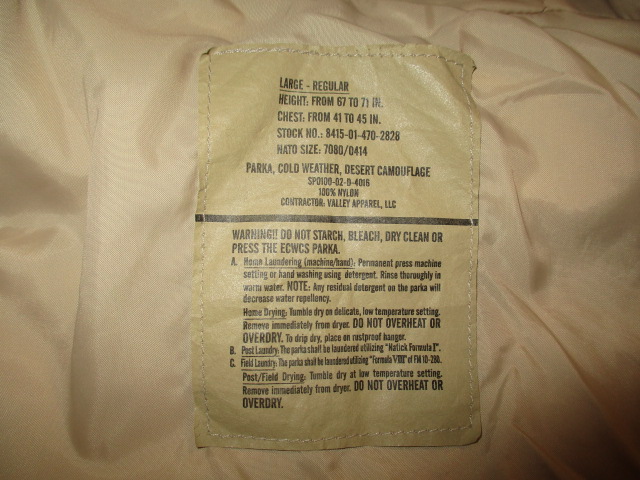 LARGE - REGULAR
HEIGHT: FROM 67 TO 71 IN.
CHEST: FROM 41 TO 45 IN.
STOCK NO.: 8415-01-470-2828
NATO SIZE: 7080/0414
PARKA, COLD WEATHER, DESERT CAMOUFLAGE
SPO100-02-D-4016
100% NYLON
CONTRACTOR: VALLEY APPAREL, LLC
WARNING!! DO NOT STARCH, BLEACH, DRY CLEAN OR
PRESS THE ECWCS PARKA.
A. Home Laundering (machine/hand): Permanent press machine
setting or hand washing using detergent. Rinse thoroughly in
warm water. NOTE: Any residual detergent on the parka will
decrease water repellency.
Home Drying: Tumble dry on delicate, low temperature setting.
Remove immediately from dryer. DO NOT OVERHEAT OR
OVERDRY. To drip dry, place on rustproof hanger.
B. Post Laundry: The parka shall be laundered utilizing "Natick Formula I".
C. Field Laundry: The parka shall be laundered utilizing "Formula VIII" of FM 10-280.
Post/Field Drying: Tumble dry at low temperature setting.
Remove immediately from dryer. DO NOT OVERHEAT OR
OVERDRY.